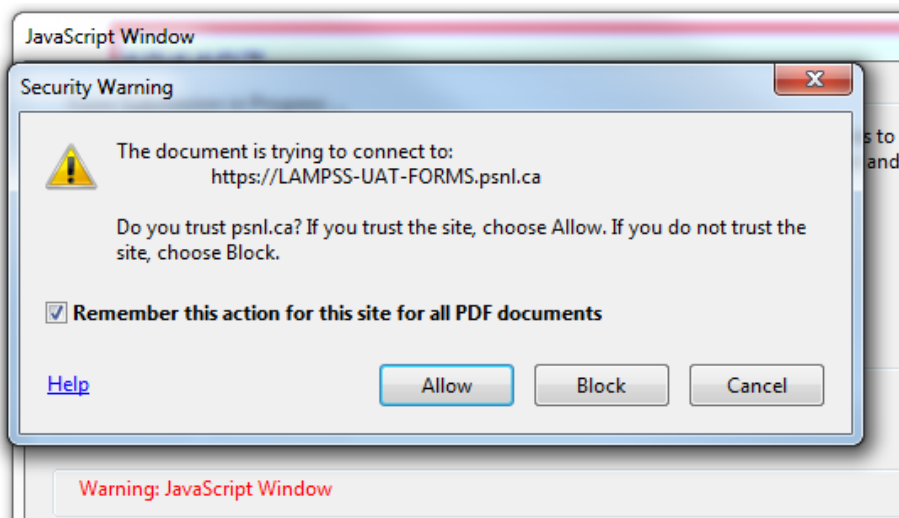 JavaScript Window
Security Warning
s to
and
The document is trying to connect to:
https://LAMPSS-UAT-FORMS.psnl.ca
Do you trust psnl.ca? If you trust the site, choose Allow. If you do not trust the
site, choose Block.
Remember this action for this site for all PDF documents
Help
Allow
Block
Cancel
Warning: JavaScript Window